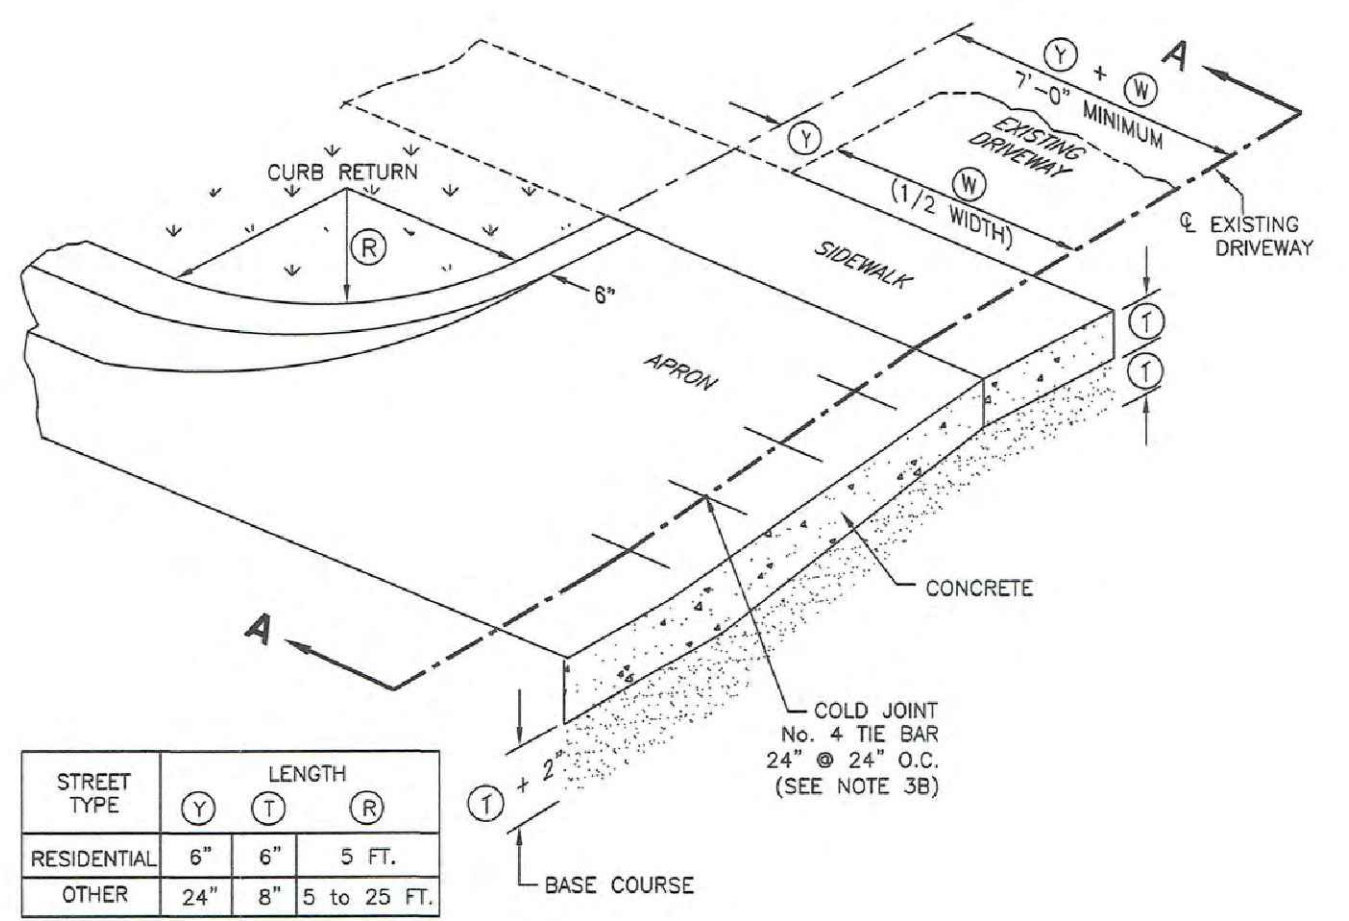 Y + W
7'-0" MINIMUM
A
Y
EXISTING
DRIVEWAY
W
(1/2 WIDTH)
CURB RETURN
R
6"
℄ EXISTING
DRIVEWAY
SIDEWALK
T
T
APRON
CONCRETE
A
COLD JOINT
No. 4 TIE BAR
24" @ 24" O.C.
(SEE NOTE 3B)
T + 2"
BASE COURSE
STREET TYPE LENGTH
Y T R
RESIDENTIAL 6" 6" 5 FT.
OTHER 24" 8" 5 to 25 FT.